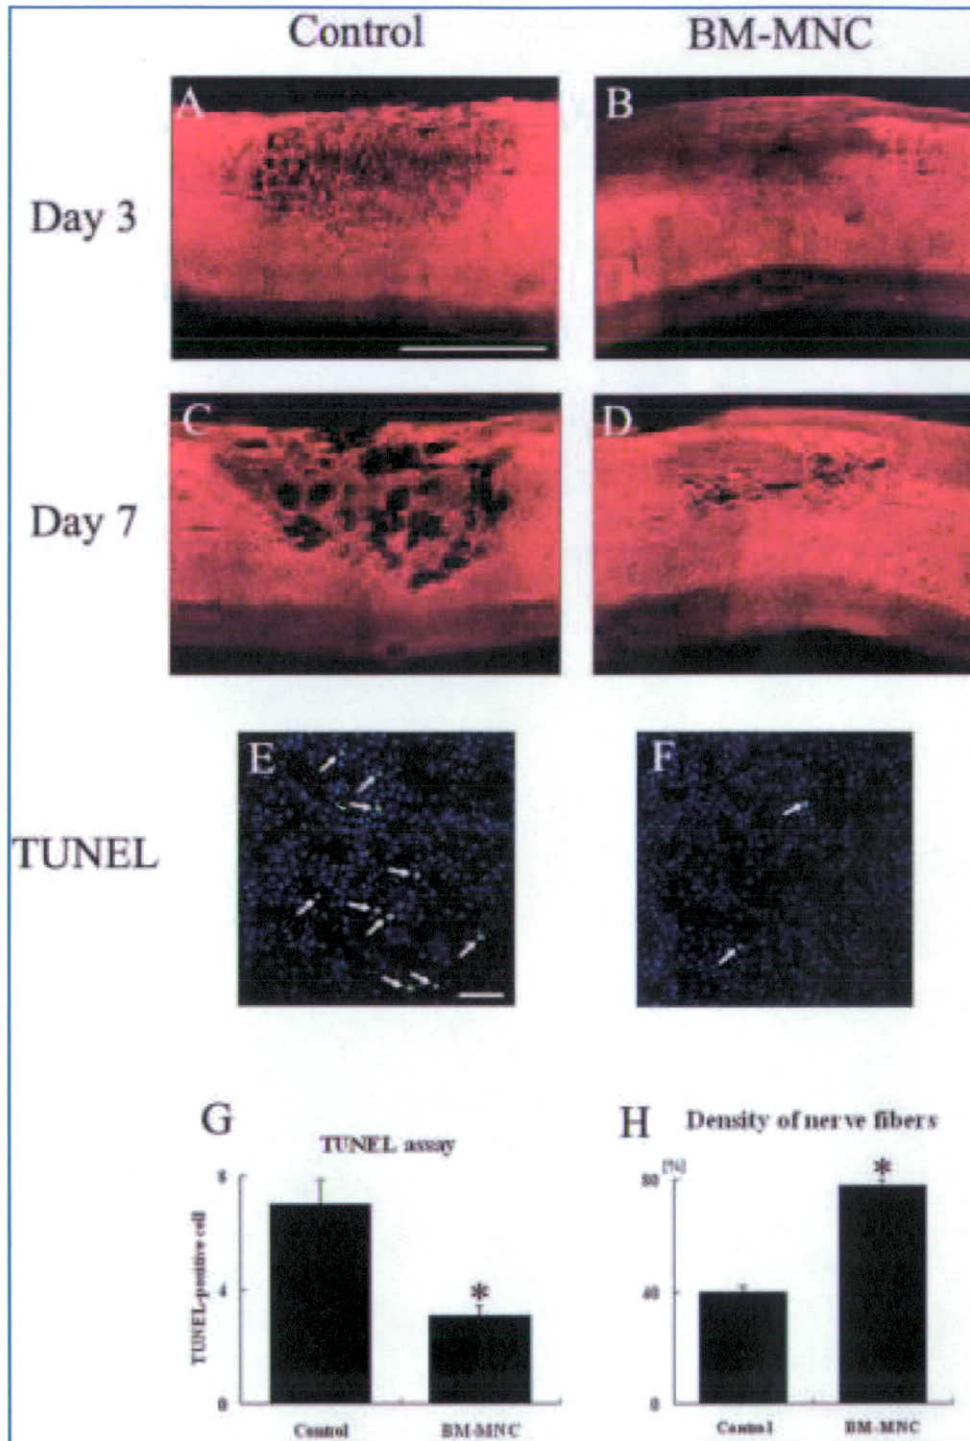 Control BM-MNC
A B
Day 3
C D
Day 7
E F
TUNEL
G H Density of nerve fibers
TUNEL assay
[%]
8 80
* *
TUNEL-positive cell
4 40
0 0
Control BM-MNC Control BM-MNC